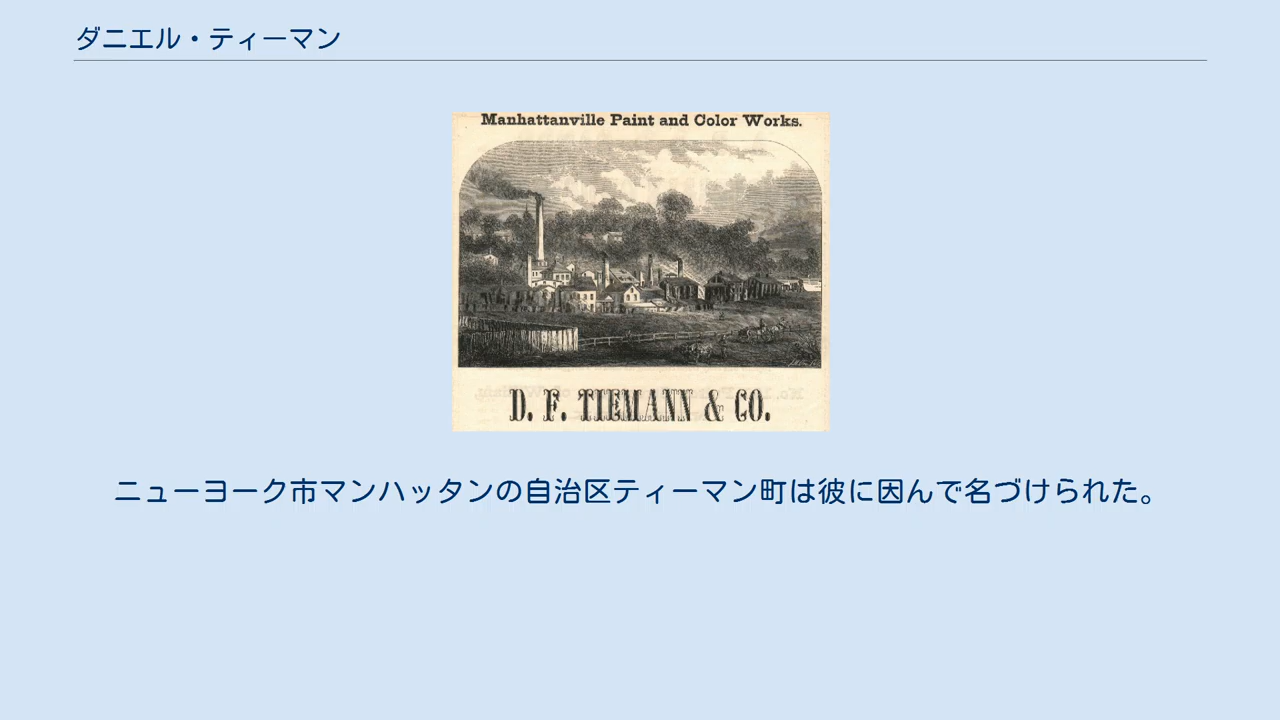 ダニエル・ティーマン
Manhattanville Paint and Color Works.
D. F. TIEMANN & CO.
ニューヨーク市マンハッタンの自治区ティーマン町は彼に因んで名づけられた。